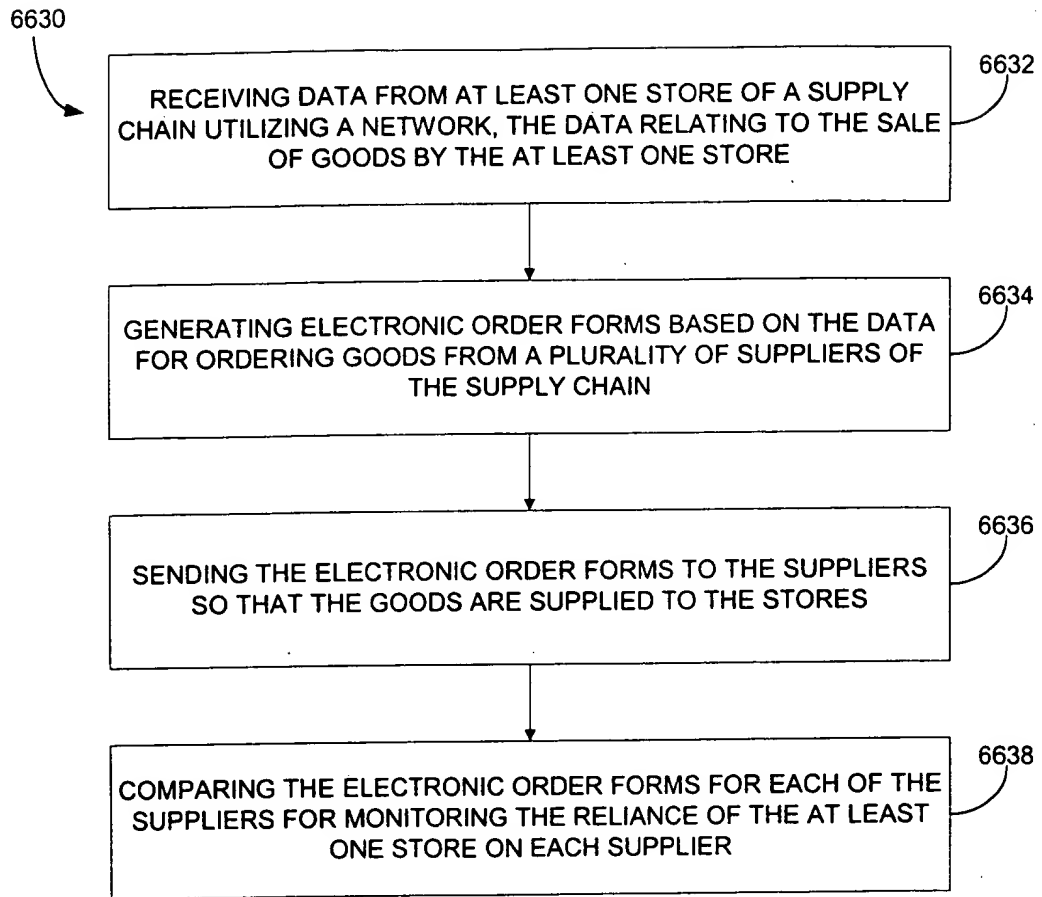 6630
6632
RECEIVING DATA FROM AT LEAST ONE STORE OF A SUPPLY
CHAIN UTILIZING A NETWORK, THE DATA RELATING TO THE SALE
OF GOODS BY THE AT LEAST ONE STORE
6634
GENERATING ELECTRONIC ORDER FORMS BASED ON THE DATA
FOR ORDERING GOODS FROM A PLURALITY OF SUPPLIERS OF
THE SUPPLY CHAIN
6636
SENDING THE ELECTRONIC ORDER FORMS TO THE SUPPLIERS
SO THAT THE GOODS ARE SUPPLIED TO THE STORES
6638
COMPARING THE ELECTRONIC ORDER FORMS FOR EACH OF THE
SUPPLIERS FOR MONITORING THE RELIANCE OF THE AT LEAST
ONE STORE ON EACH SUPPLIER